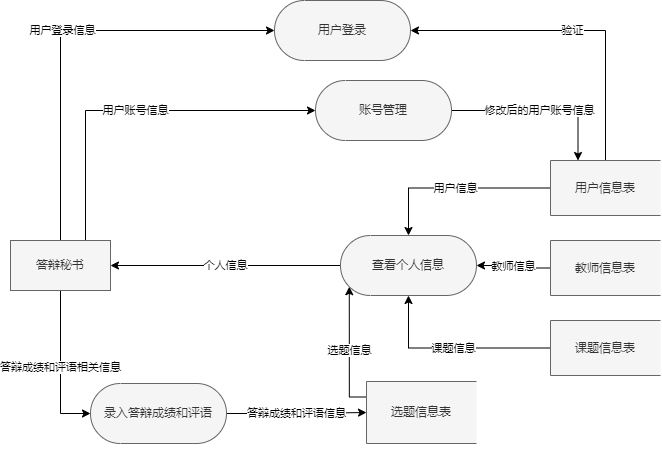 用户登录信息
用户登录
验证
用户账号信息
账号管理
修改后的用户账号信息
用户信息
用户信息表
答辩秘书
个人信息
查看个人信息
教师信息
教师信息表
选题信息
课题信息
课题信息表
答辩成绩和评语相关信息
录入答辩成绩和评语
答辩成绩和评语信息
选题信息表